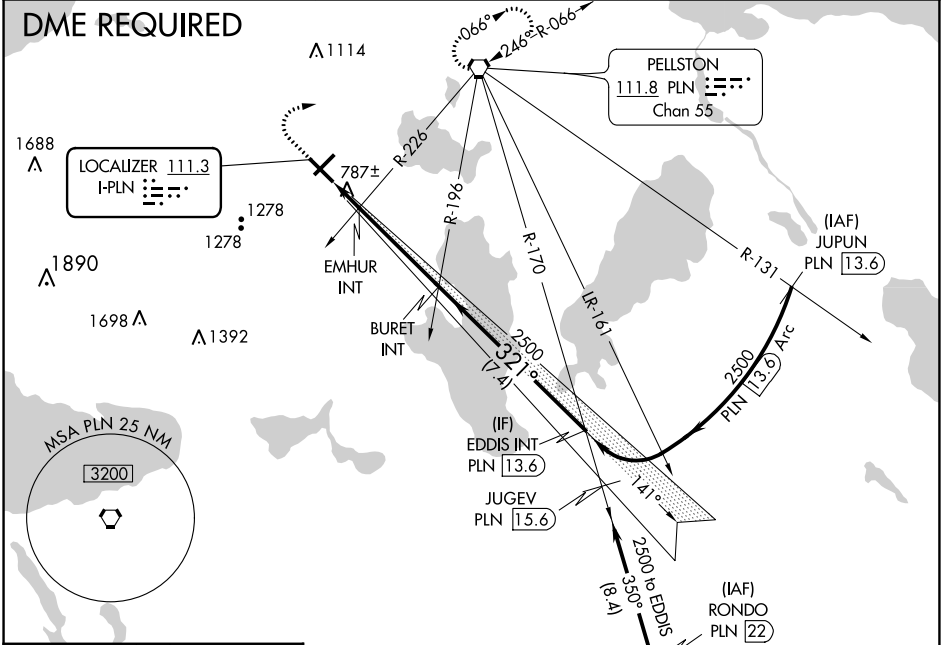 DME REQUIRED
1114
066°
246°
R-066
PELLSTON
111.8 PLN
Chan 55
1688
LOCALIZER 111.3
I-PLN
787±
R-226
R-196
R-170
LR-161
R-131
(IAF)
JUPUN
PLN 13.6
1278
1278
EMHUR
INT
1890
BURET
INT
1698
1392
2500
321°
(7.4)
2500
PLN 13.6 Arc
MSA PLN 25 NM
3200
(IF)
EDDIS INT
PLN 13.6
141°
JUGEV
PLN 15.6
2500 to EDDIS
350°
(8.4)
(IAF)
RONDO
PLN 22